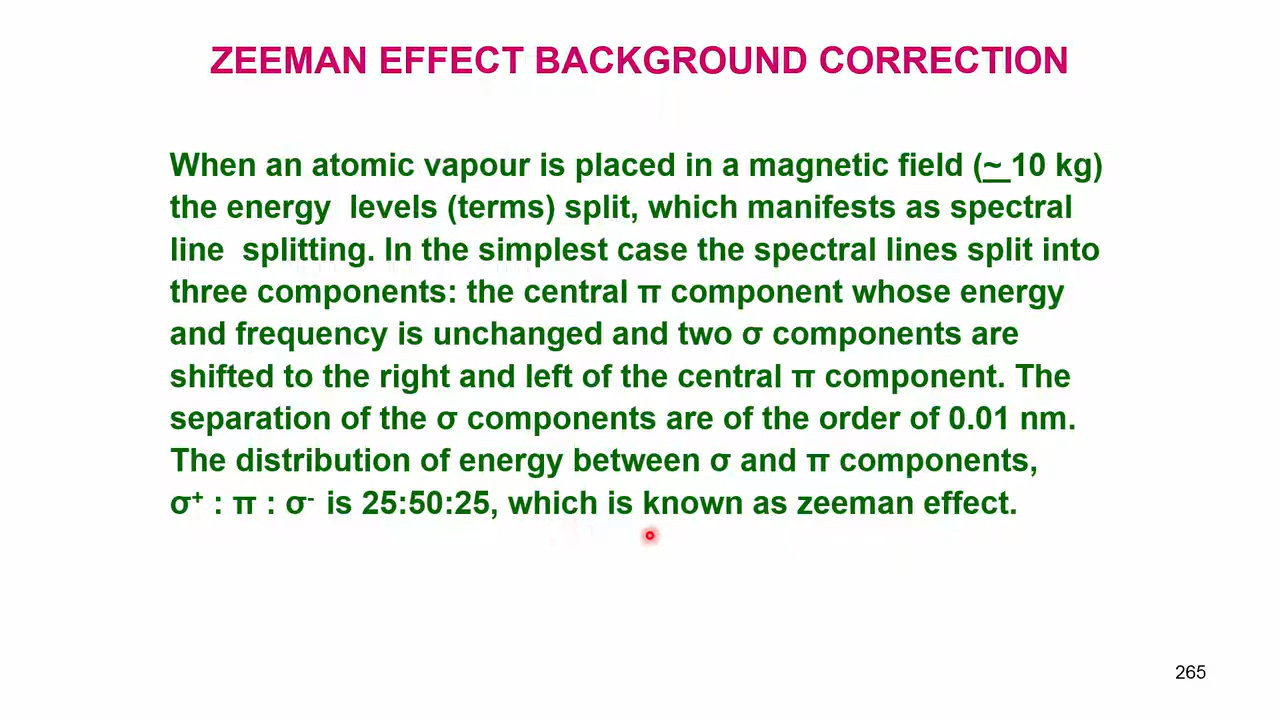 ZEEMAN EFFECT BACKGROUND CORRECTION
When an atomic vapour is placed in a magnetic field (~ 10 kg)
the energy levels (terms) split, which manifests as spectral
line splitting. In the simplest case the spectral lines split into
three components: the central π component whose energy
and frequency is unchanged and two σ components are
shifted to the right and left of the central π component. The
separation of the σ components are of the order of 0.01 nm.
The distribution of energy between σ and π components,
σ⁺ : π : σ⁻ is 25:50:25, which is known as zeeman effect.
265